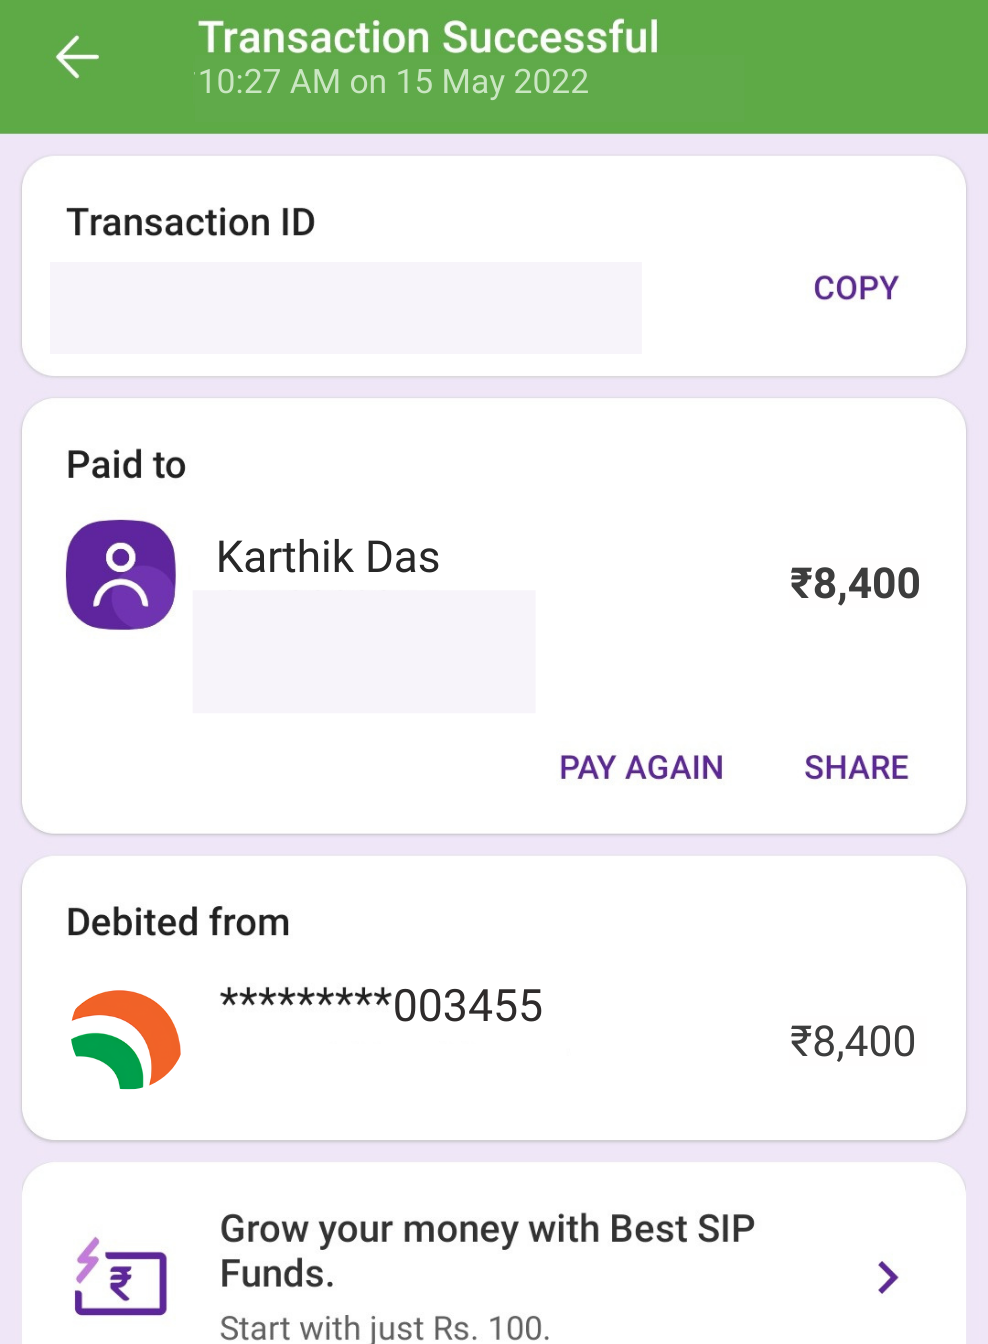 Transaction Successful
10:27 AM on 15 May 2022
Transaction ID
COPY
Paid to
Karthik Das
₹8,400
PAY AGAIN
SHARE
Debited from
*********003455
₹8,400
₹
Grow your money with Best SIP
Funds.
Start with just Rs. 100.